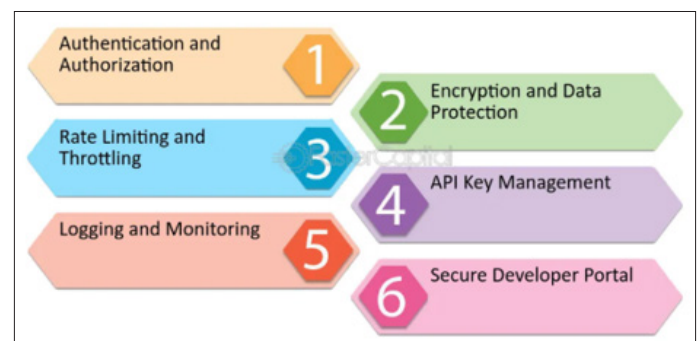 Authentication and
Authorization
1
Encryption and Data
Protection
2
Rate Limiting and
Throttling
3
API Key Management
4
Logging and Monitoring
5
Secure Developer Portal
6